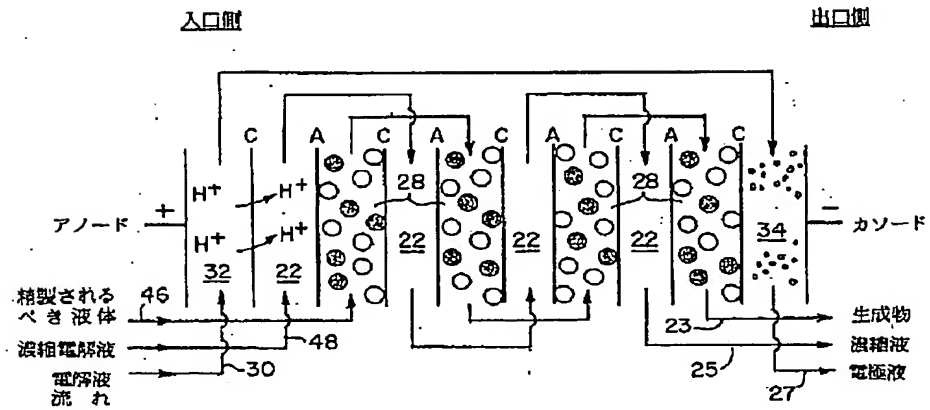 入口側
出口側
C A C A C A C A C
H+ H+ 28 28
アノード + H+ H+ 34 − カソード
32 22 22 22 22
精製される
べき液体 46
23 生成物
濃縮電解液 48
25 濃縮液
電解液
流れ 30
27 電極液